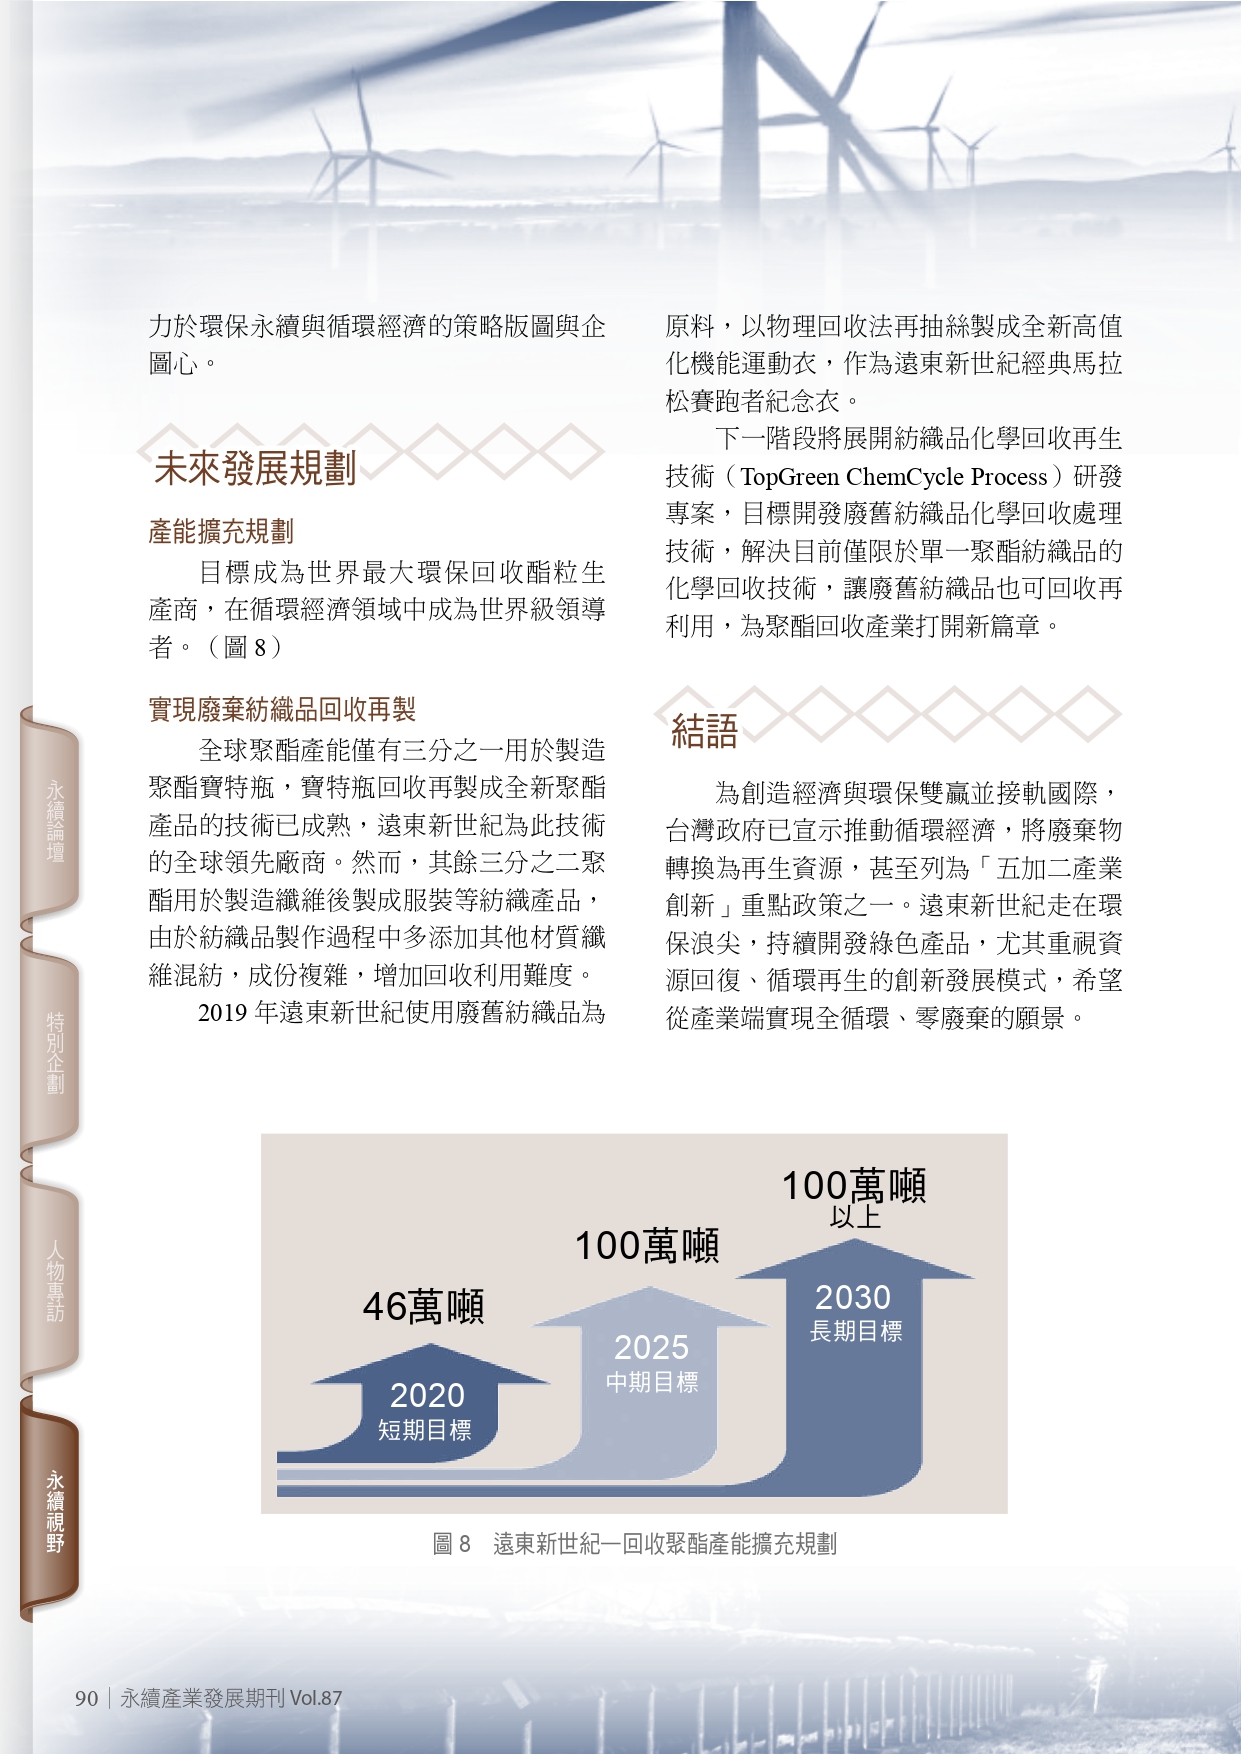 力於環保永續與循環經濟的策略版圖與企
圖心。
未來發展規劃
產能擴充規劃
目標成為世界最大環保回收酯粒生
產商，在循環經濟領域中成為世界級領導
者。（圖 8）
實現廢棄紡織品回收再製
全球聚酯產能僅有三分之一用於製造
聚酯寶特瓶，寶特瓶回收再製成全新聚酯
產品的技術已成熟，遠東新世紀為此技術
的全球領先廠商。然而，其餘三分之二聚
酯用於製造纖維後製成服裝等紡織產品，
由於紡織品製作過程中多添加其他材質纖
維混紡，成份複雜，增加回收利用難度。
2019 年遠東新世紀使用廢舊紡織品為
原料，以物理回收法再抽絲製成全新高值
化機能運動衣，作為遠東新世紀經典馬拉
松賽跑者紀念衣。
下一階段將展開紡織品化學回收再生
技術（TopGreen ChemCycle Process）研發
專案，目標開發廢舊紡織品化學回收處理
技術，解決目前僅限於單一聚酯紡織品的
化學回收技術，讓廢舊紡織品也可回收再
利用，為聚酯回收產業打開新篇章。
結語
為創造經濟與環保雙贏並接軌國際，
台灣政府已宣示推動循環經濟，將廢棄物
轉換為再生資源，甚至列為「五加二產業
創新」重點政策之一。遠東新世紀走在環
保浪尖，持續開發綠色產品，尤其重視資
源回復、循環再生的創新發展模式，希望
從產業端實現全循環、零廢棄的願景。
46萬噸
2020
短期目標
100萬噸
2025
中期目標
100萬噸
以上
2030
長期目標
圖 8　遠東新世紀—回收聚酯產能擴充規劃
永續論壇
特別企劃
人物專訪
永續視野
90｜永續產業發展期刊 Vol.87